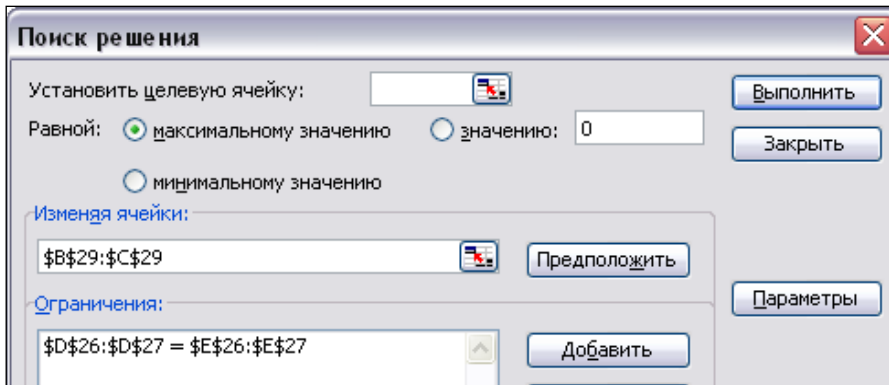 Поиск решения
Установить целевую ячейку:
Выполнить
Равной: максимальному значению значению: 0
Закрыть
минимальному значению
Изменяя ячейки:
$B$29:$C$29 Предположить
Ограничения: Параметры
$D$26:$D$27 = $E$26:$E$27 Добавить